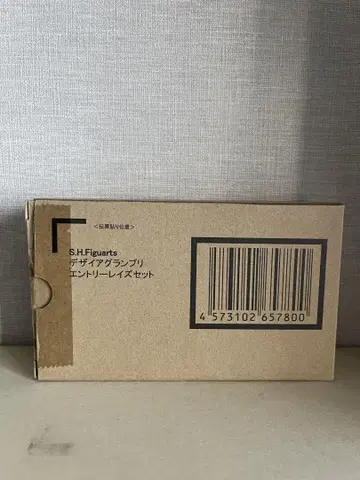 <伝票貼り位置>
S.H.Figuarts
デザイアグランプリ
エントリーレイズセット
4 573102 657800